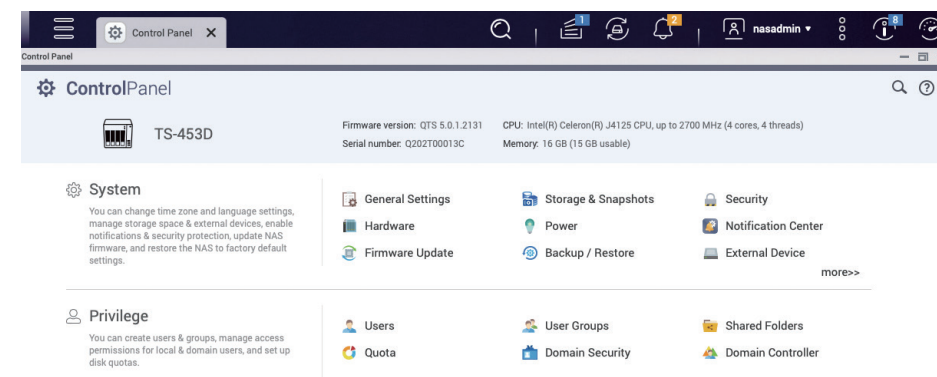 Control Panel
1
2
nasadmin
8
Control Panel
ControlPanel
TS-453D
Firmware version: QTS 5.0.1.2131
CPU: Intel(R) Celeron(R) J4125 CPU, up to 2700 MHz (4 cores, 4 threads)
Serial number: Q202T00013C
Memory: 16 GB (15 GB usable)
System
You can change time zone and language settings,
manage storage space & external devices, enable
notifications & security protection, update NAS
firmware, and restore the NAS to factory default
settings.
General Settings
Storage & Snapshots
Security
Hardware
Power
Notification Center
Firmware Update
Backup / Restore
External Device
more>>
Privilege
You can create users & groups, manage access
permissions for local & domain users, and set up
disk quotas.
Users
User Groups
Shared Folders
Quota
Domain Security
Domain Controller